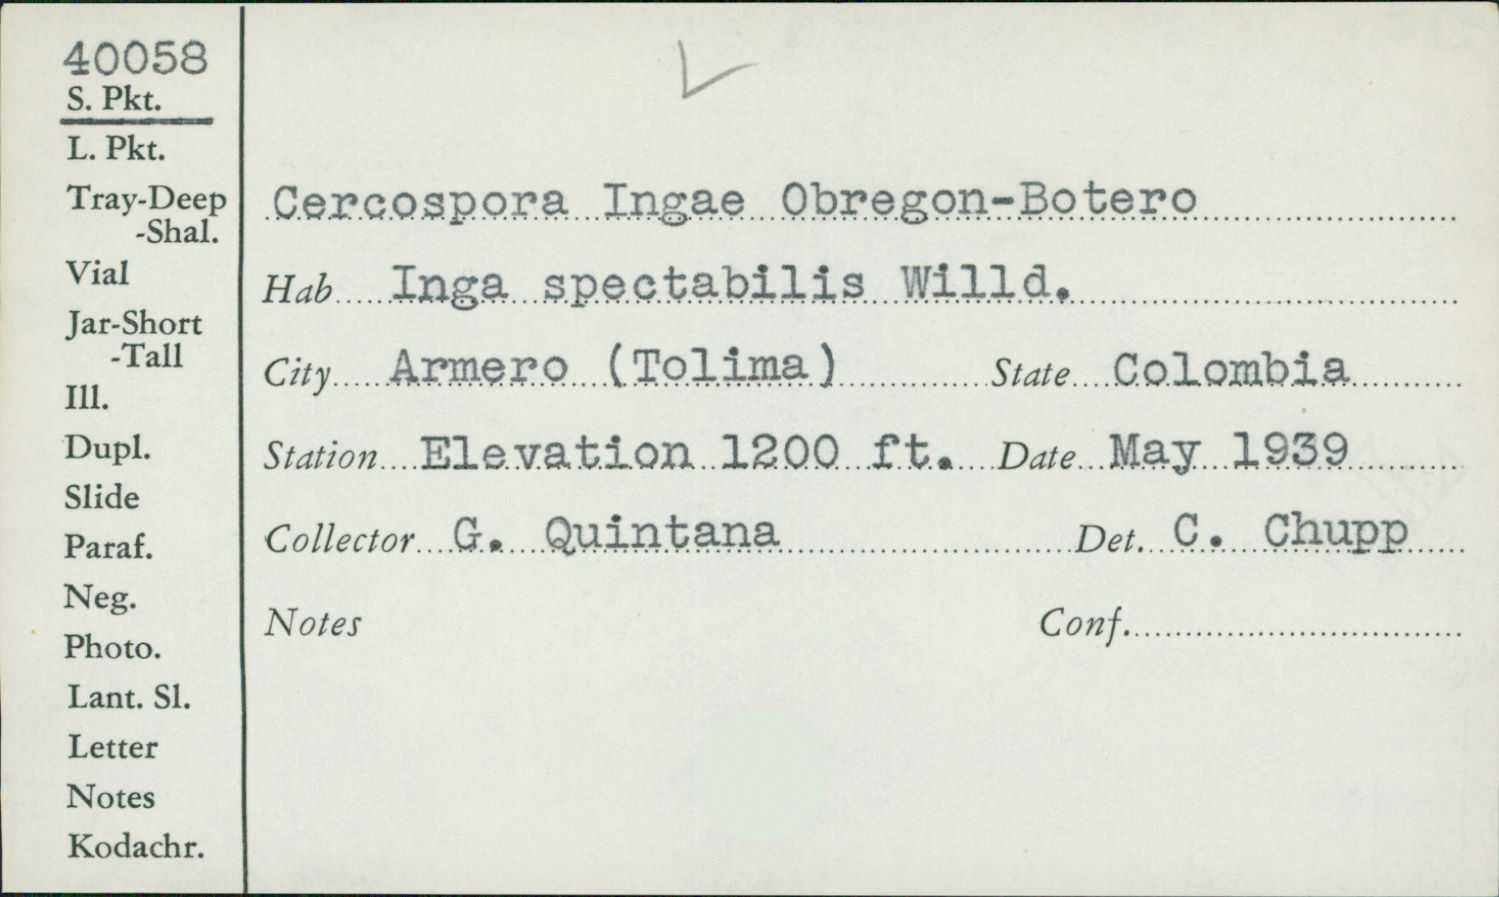 40058
S. Pkt.
L. Pkt.
Tray-Deep
-Shal.
Vial
Jar-Short
-Tall
Ill.
Dupl.
Slide
Paraf.
Neg.
Photo.
Lant. Sl.
Letter
Notes
Kodachr.
Cercospora Ingae Obregon-Botero
Hab. Inga spectabilis Willd.
City Armero (Tolima) State Colombia
Station Elevation 1200 ft. Date May 1939
Collector G. Quintana Det. C. Chupp
Notes Conf.